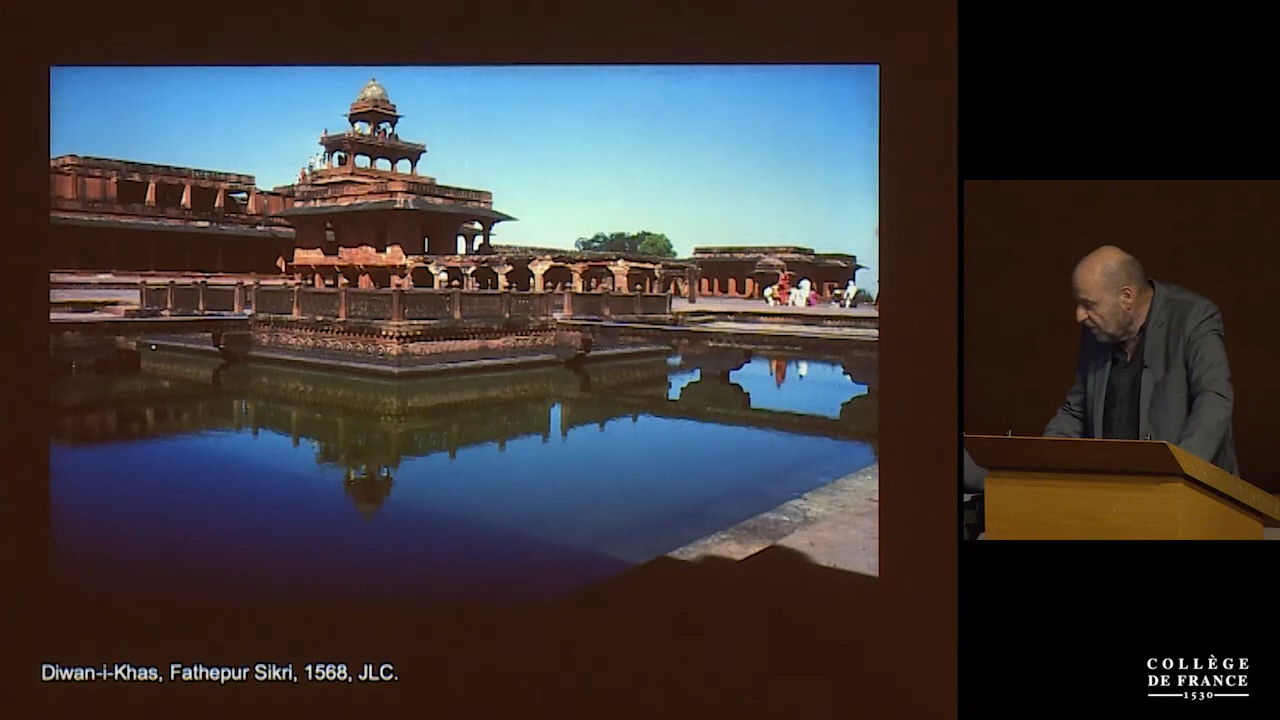 Diwan-i-Khas, Fathepur Sikri, 1568, JLC.
COLLÈGE
DE FRANCE
1530